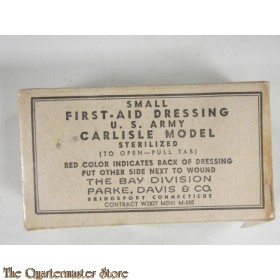 SMALL
FIRST-AID DRESSING
U. S. ARMY
CARLISLE MODEL
STERILIZED
(TO OPEN—PULL TAB)
RED COLOR INDICATES BACK OF DRESSING
PUT OTHER SIDE NEXT TO WOUND
THE BAY DIVISION
PARKE, DAVIS & CO.
BRIDGEPORT CONNECTICUT
CONTRACT
The Quartermaster Store